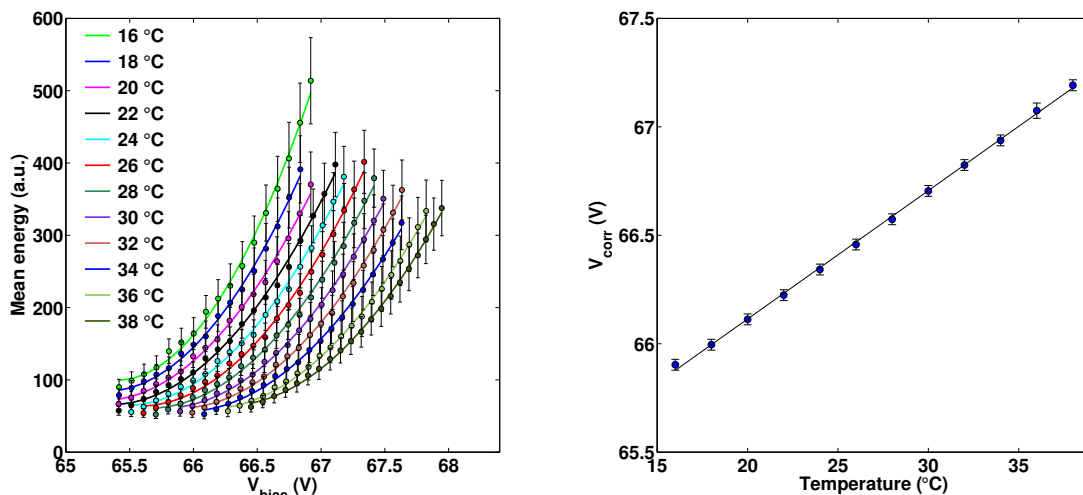 600
500
400
300
200
100
0
Mean energy (a.u.)
16 °C
18 °C
20 °C
22 °C
24 °C
26 °C
28 °C
30 °C
32 °C
34 °C
36 °C
38 °C
65 65.5 66 66.5 67 67.5 68
V_bias (V)
67.5
67
66.5
66
65.5
V_corr (V)
15 20 25 30 35
Temperature (°C)